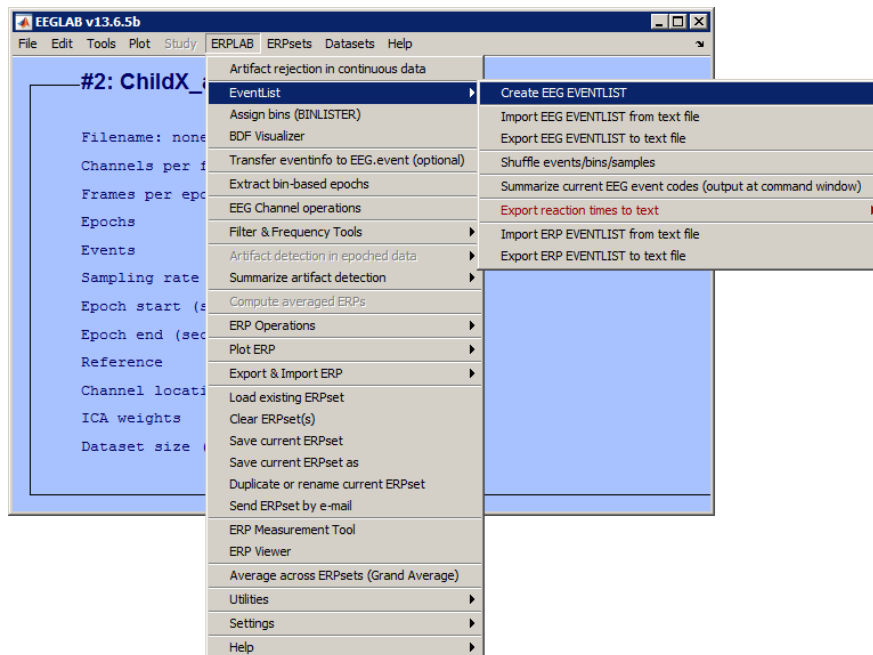 EEGLAB v13.6.5b
File Edit Tools Plot Study ERPLAB ERPsets Datasets Help
#2: ChildX_
Filename: none
Channels per f
Frames per epo
Epochs
Events
Sampling rate
Epoch start (s
Epoch end (sec
Reference
Channel locati
ICA weights
Dataset size (
Artifact rejection in continuous data
EventList
Assign bins (BINLISTER)
BDF Visualizer
Transfer eventinfo to EEG.event (optional)
Extract bin-based epochs
EEG Channel operations
Filter & Frequency Tools
Artifact detection in epoched data
Summarize artifact detection
Compute averaged ERPs
ERP Operations
Plot ERP
Export & Import ERP
Load existing ERPset
Clear ERPset(s)
Save current ERPset
Save current ERPset as
Duplicate or rename current ERPset
Send ERPset by e-mail
ERP Measurement Tool
ERP Viewer
Average across ERPsets (Grand Average)
Utilities
Settings
Help
Create EEG EVENTLIST
Import EEG EVENTLIST from text file
Export EEG EVENTLIST to text file
Shuffle events/bins/samples
Summarize current EEG event codes (output at command window)
Export reaction times to text
Import ERP EVENTLIST from text file
Export ERP EVENTLIST to text file